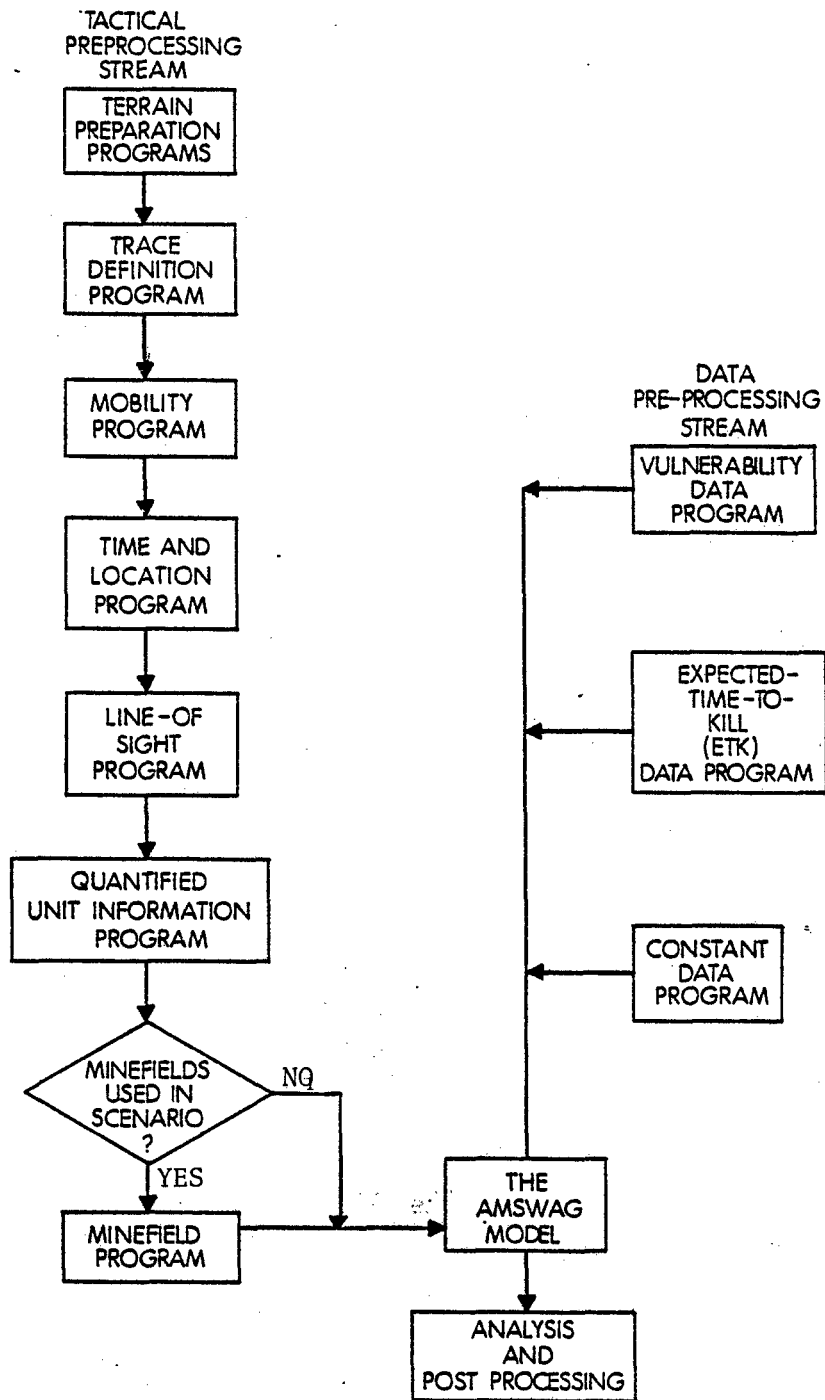 TACTICAL
PREPROCESSING
STREAM
TERRAIN
PREPARATION
PROGRAMS
TRACE
DEFINITION
PROGRAM
MOBILITY
PROGRAM
TIME AND
LOCATION
PROGRAM
LINE-OF
SIGHT
PROGRAM
QUANTIFIED
UNIT INFORMATION
PROGRAM
MINEFIELDS
USED IN
SCENARIO
?
NO
YES
MINEFIELD
PROGRAM
DATA
PRE-PROCESSING
STREAM
VULNERABILITY
DATA
PROGRAM
EXPECTED-
TIME-TO-
KILL
(ETK)
DATA PROGRAM
CONSTANT
DATA
PROGRAM
THE
AMSWAG
MODEL
ANALYSIS
AND
POST PROCESSING